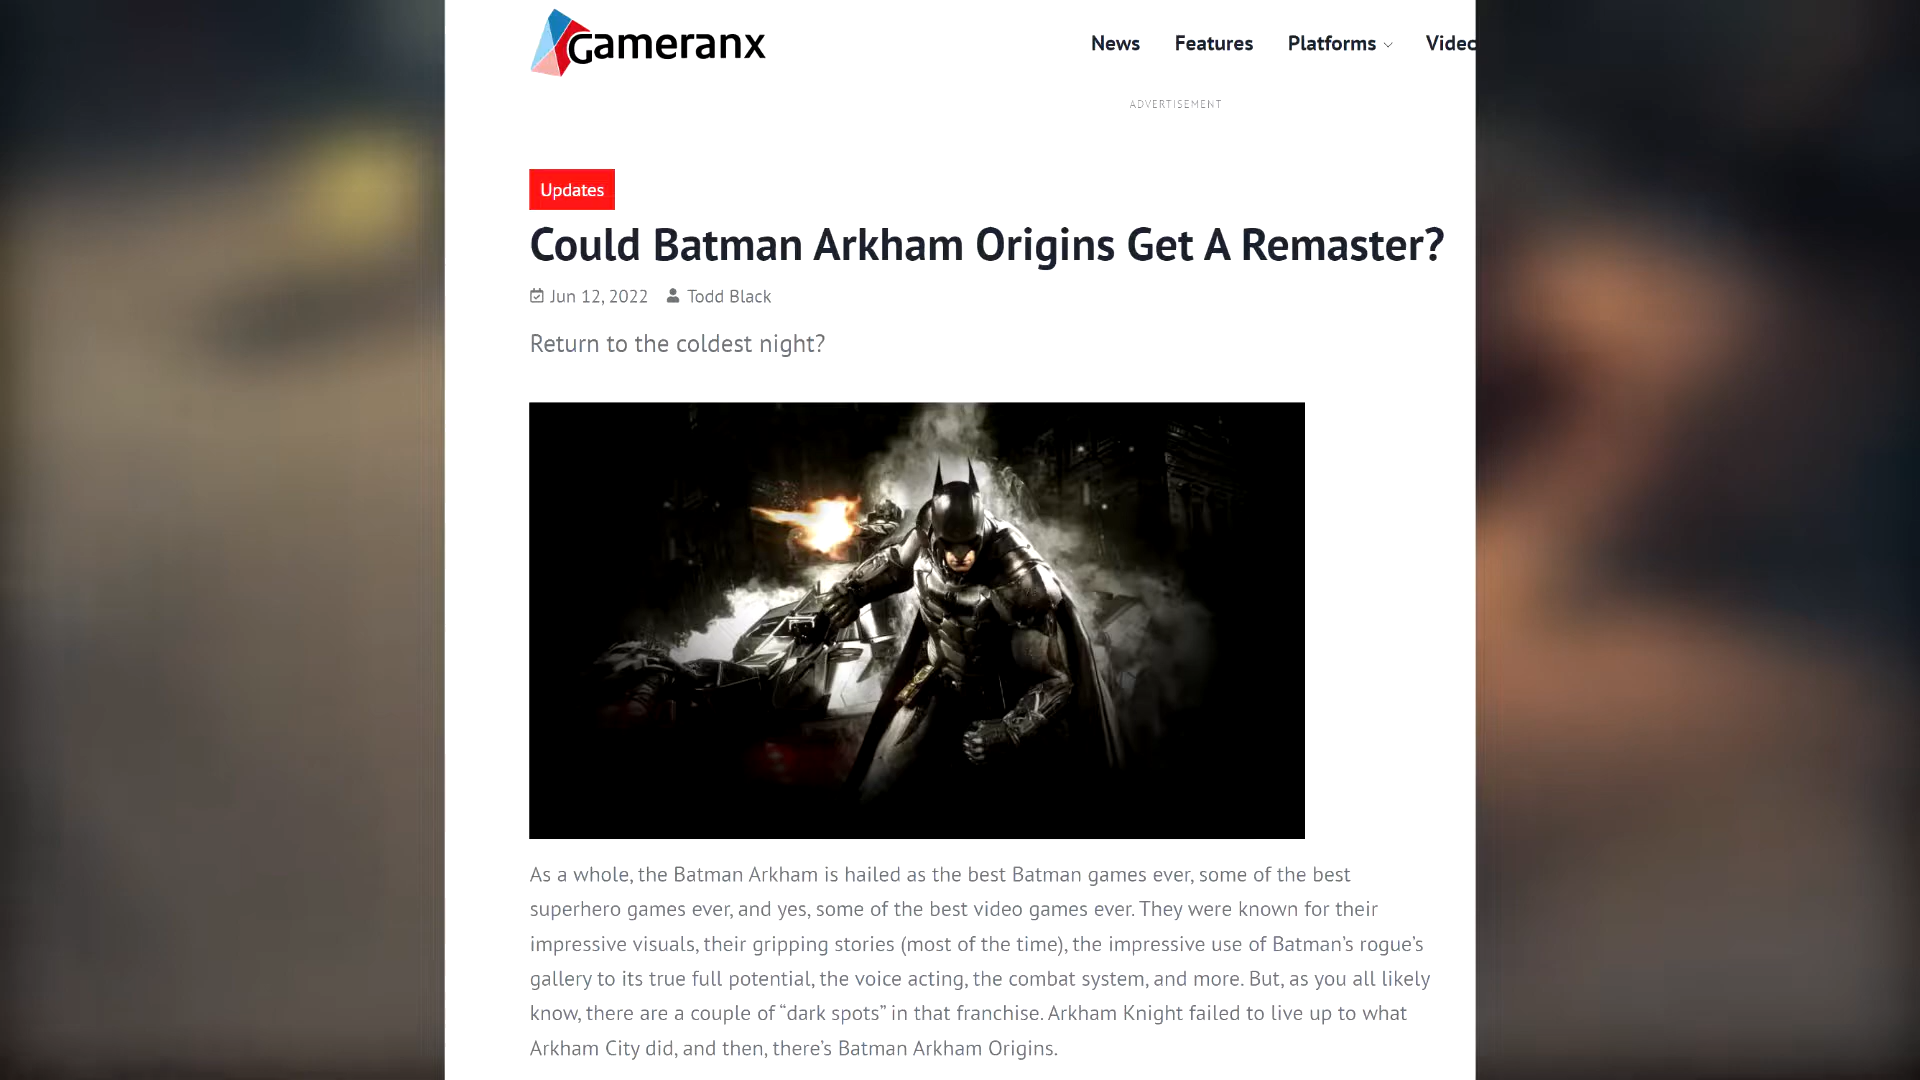 Gameranx
News Features Platforms Video
ADVERTISEMENT
Updates
Could Batman Arkham Origins Get A Remaster?
Jun 12, 2022 Todd Black
Return to the coldest night?
As a whole, the Batman Arkham is hailed as the best Batman games ever, some of the best
superhero games ever, and yes, some of the best video games ever. They were known for their
impressive visuals, their gripping stories (most of the time), the impressive use of Batman’s rogue’s
gallery to its true full potential, the voice acting, the combat system, and more. But, as you all likely
know, there are a couple of “dark spots” in that franchise. Arkham Knight failed to live up to what
Arkham City did, and then, there’s Batman Arkham Origins.